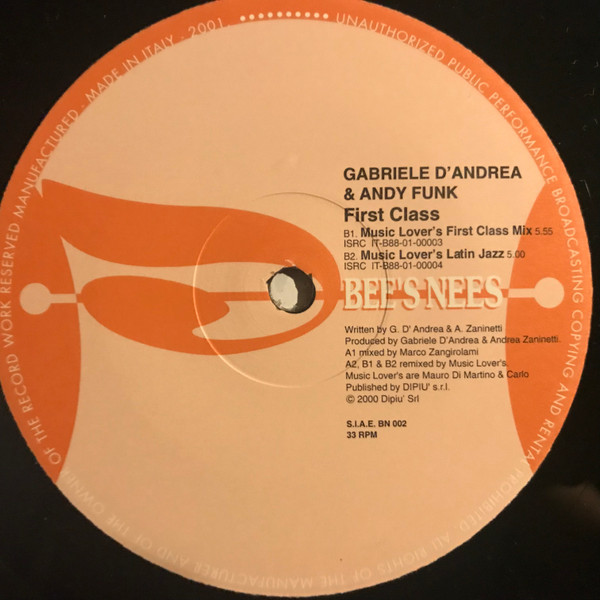 OF THE RECORD WORK RESERVED MANUFACTURED - MADE IN ITALY - 2001 •••••••••• UNAUTHORIZED PUBLIC PERFORMANCE BROADCASTING COPYING AND RENTAL PROHIBITED. ALL RIGHTS OF THE MANUFACTURER AND OF THE OWNER
GABRIELE D'ANDREA
& ANDY FUNK
First Class
B1. Music Lover's First Class Mix 5.55
ISRC IT-B88-01-00003
B2. Music Lover's Latin Jazz 5.00
ISRC IT-B88-01-00004
BEE'S NEES
Written by G. D' Andrea & A. Zaninetti
Produced by Gabriele D'Andrea & Andrea Zaninetti.
A1 mixed by Marco Zangirolami
A2, B1 & B2 remixed by Music Lover's.
Music Lover's are Mauro Di Martino & Carlo
Published by DIPIU' s.r.l.
© 2000 Dipiu' Srl
S.I.A.E. BN 002
33 RPM